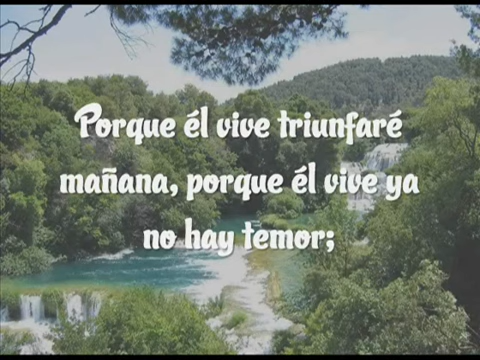 Porque él vive triunfaré
mañana, porque él vive ya
no hay temor;